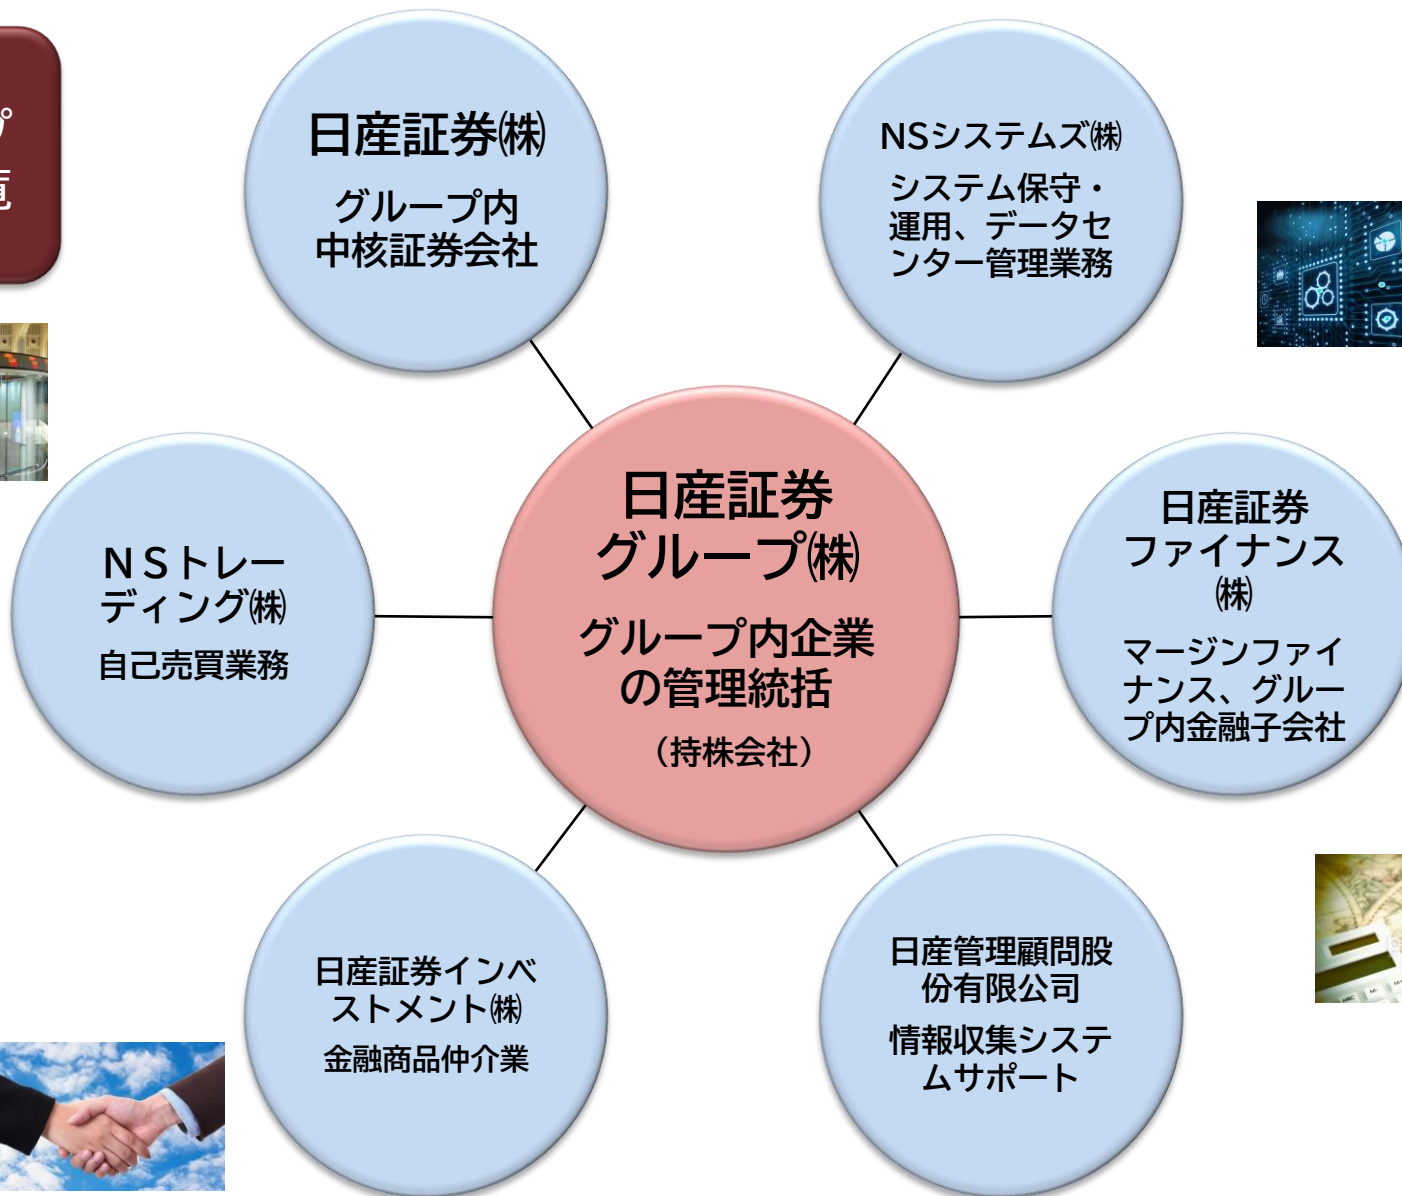 プ
覧
日産証券㈱
グループ内
中核証券会社
NSシステムズ㈱
システム保守・
運用、データセ
ンター管理業務
日産証券
グループ㈱
グループ内企業
の管理統括
（持株会社）
ＮＳトレー
ディング㈱
自己売買業務
日産証券
ファイナンス
㈱
マージンファイ
ナンス、グルー
プ内金融子会社
日産証券インベ
ストメント㈱
金融商品仲介業
日産管理顧問股
份有限公司
情報収集システ
ムサポート